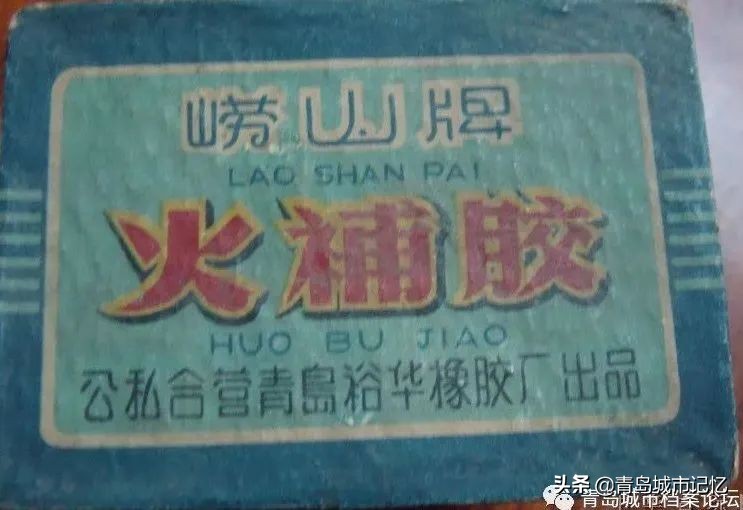 崂山牌
LAO SHAN PAI
火補胶
HUO BU JIAO
公私合营青島裕华橡胶厂出品
头条 @青岛城市记忆
青岛城市档案论坛